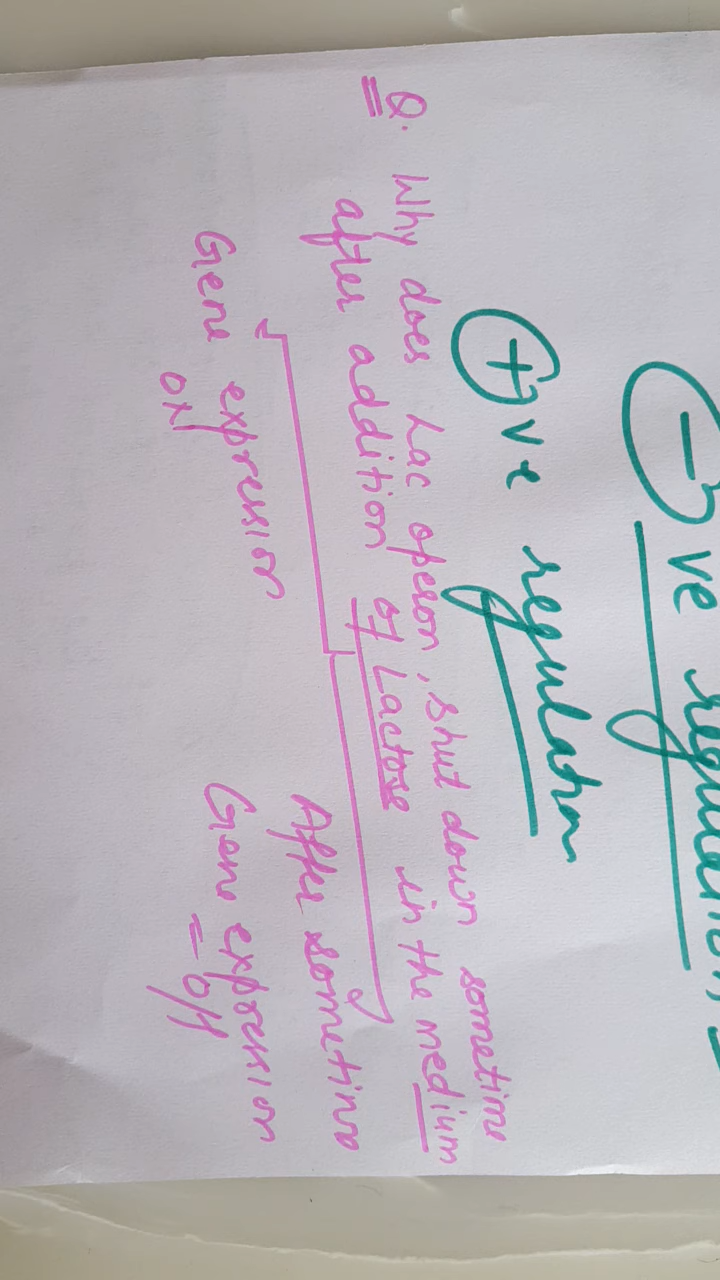 ⊖ve regulation
⊕ve regulation
Q. Why does Lac operon, shut down sometime
after addition of Lactose in the medium
Gene expression
on
After sometime
Gene expression
= off